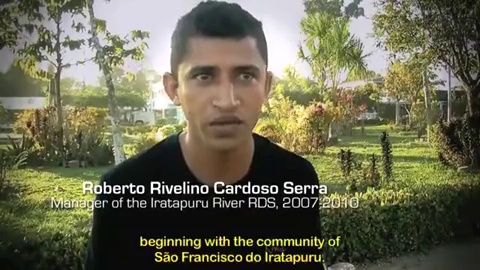 Roberto Rivelino Cardoso Serra
Manager of the Iratapuru River RDS, 2007-2010
beginning with the community of
São Francisco do Iratapuru.